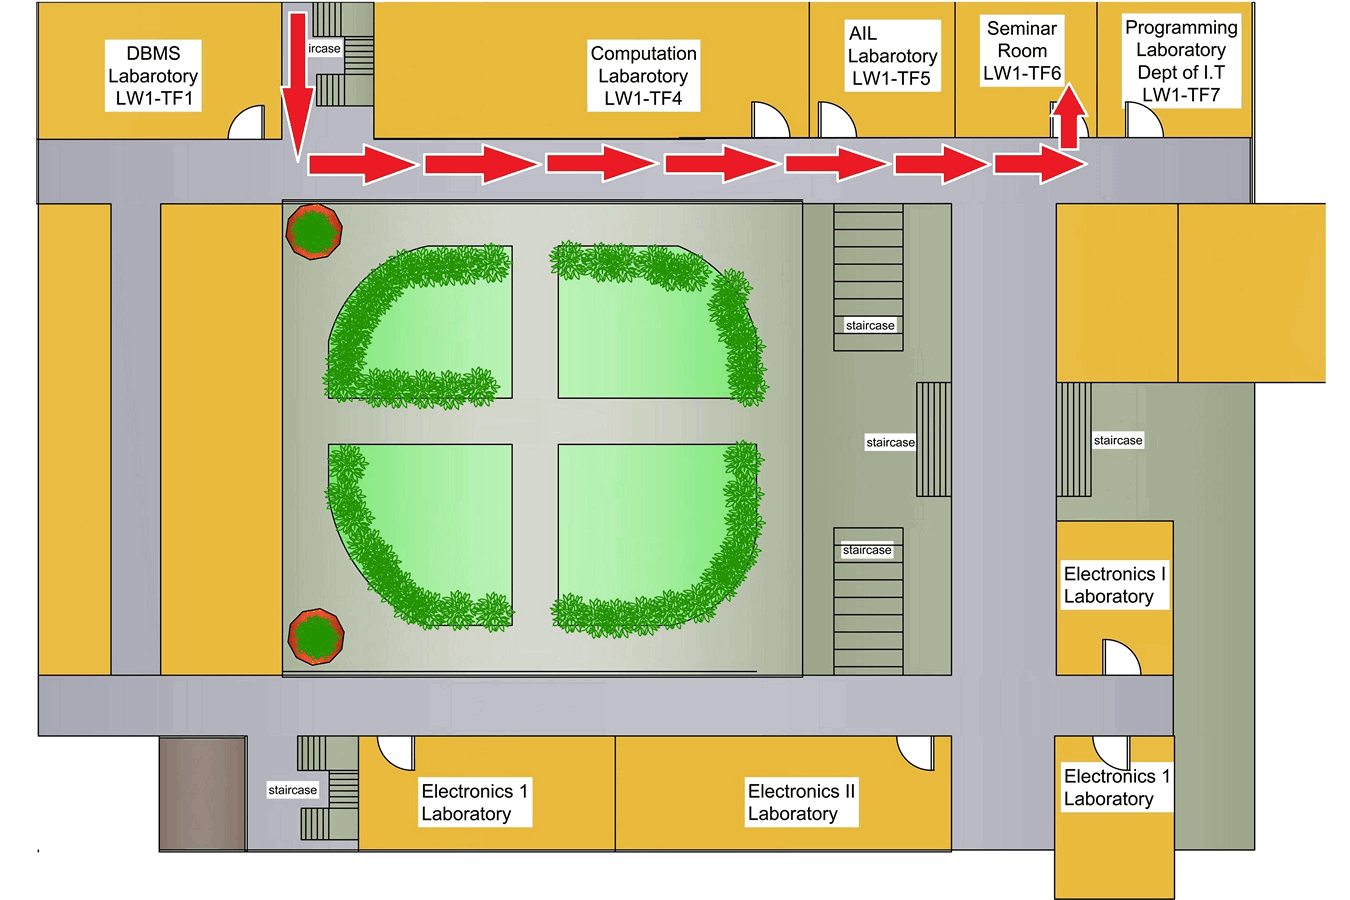 DBMS
Labarotory
LW1-TF1
ircase
Computation
Labarotory
LW1-TF4
AIL
Labarotory
LW1-TF5
Seminar
Room
LW1-TF6
Programming
Laboratory
Dept of I.T
LW1-TF7
staircase
staircase
staircase
staircase
Electronics I
Laboratory
staircase
Electronics 1
Laboratory
Electronics II
Laboratory
Electronics 1
Laboratory